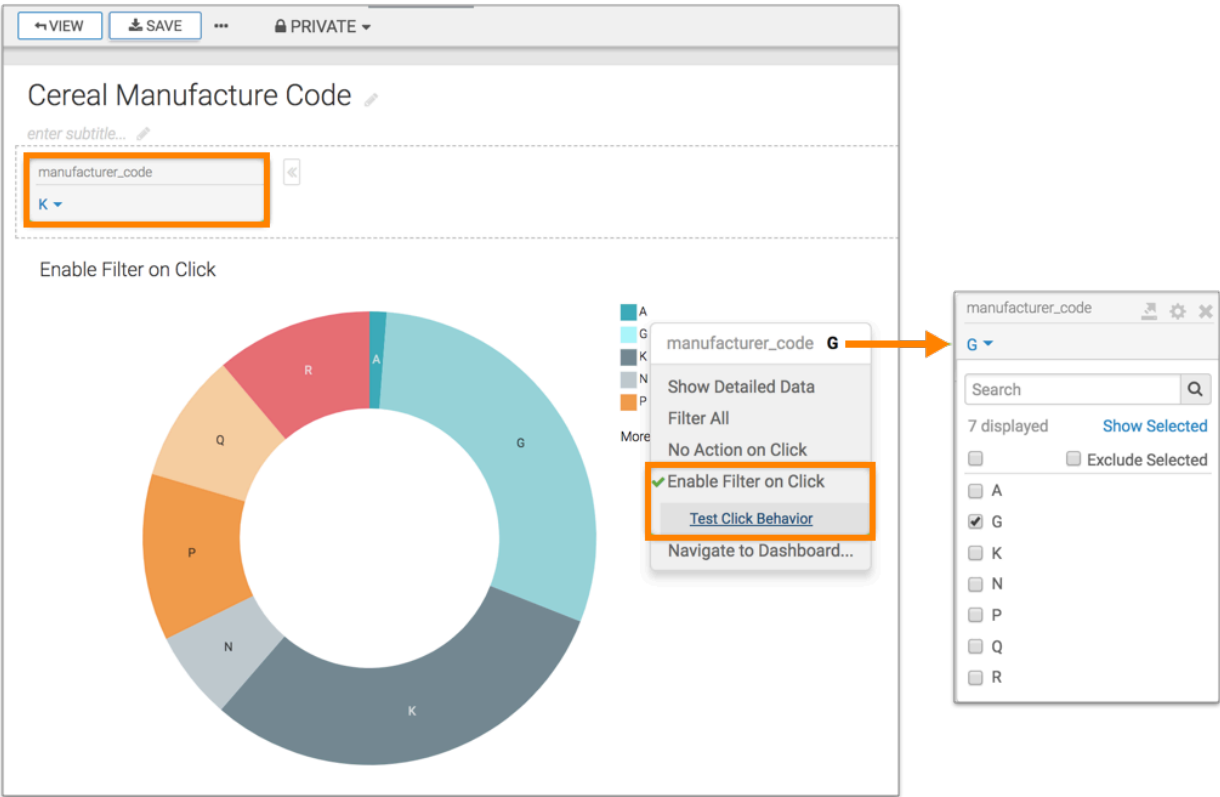 VIEW SAVE ... PRIVATE
Cereal Manufacture Code
enter subtitle...
manufacturer_code
K
Enable Filter on Click
A
G
K
N
P
Q
R
A
G
K
N
P
More
manufacturer_code G
Show Detailed Data
Filter All
No Action on Click
Enable Filter on Click
Test Click Behavior
Navigate to Dashboard...
manufacturer_code
G
Search
7 displayed Show Selected
Exclude Selected
A
G
K
N
P
Q
R